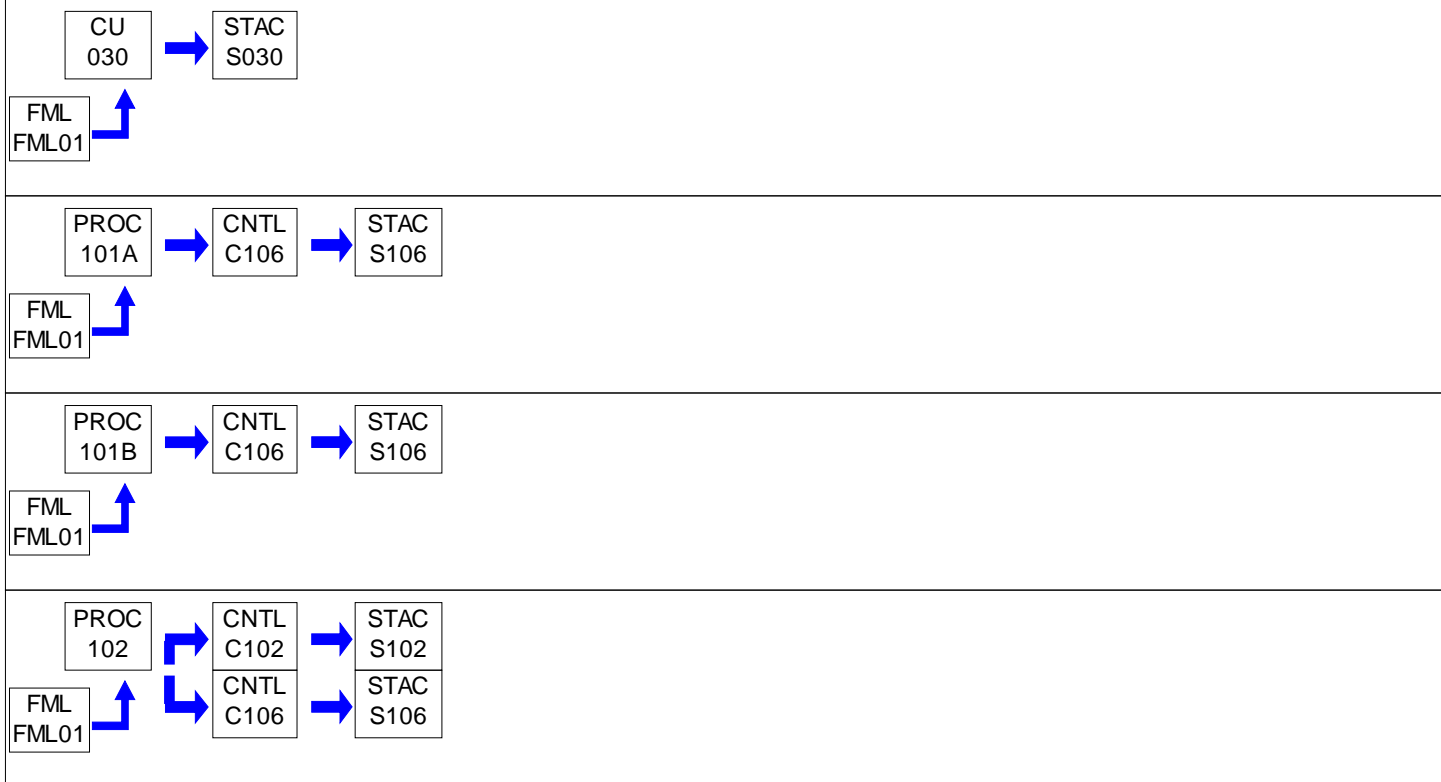 CU
030
STAC
S030
FML
FML01
PROC
101A
CNTL
C106
STAC
S106
FML
FML01
PROC
101B
CNTL
C106
STAC
S106
FML
FML01
PROC
102
CNTL
C102
STAC
S102
CNTL
C106
STAC
S106
FML
FML01